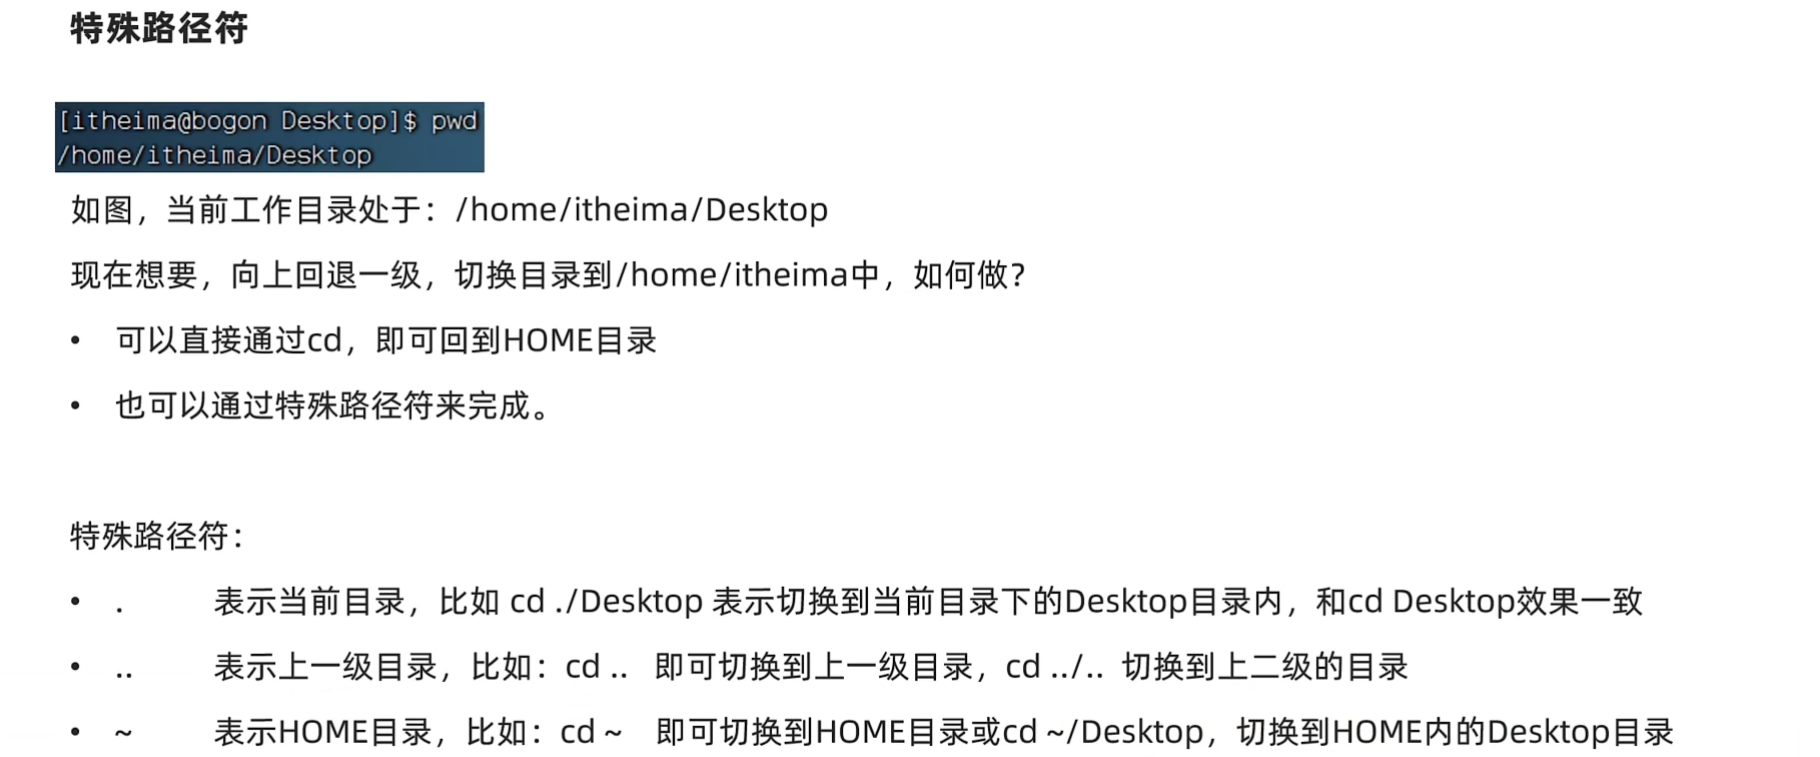 特殊路径符
[itheima@bogon Desktop]$ pwd
/home/itheima/Desktop
如图，当前工作目录处于：/home/itheima/Desktop
现在想要，向上回退一级，切换目录到/home/itheima中，如何做？
• 可以直接通过cd，即可回到HOME目录
• 也可以通过特殊路径符来完成。
特殊路径符：
• . 表示当前目录，比如 cd ./Desktop 表示切换到当前目录下的Desktop目录内，和cd Desktop效果一致
• .. 表示上一级目录，比如：cd .. 即可切换到上一级目录，cd ../.. 切换到上二级的目录
• ~ 表示HOME目录，比如：cd ~ 即可切换到HOME目录或cd ~/Desktop，切换到HOME内的Desktop目录